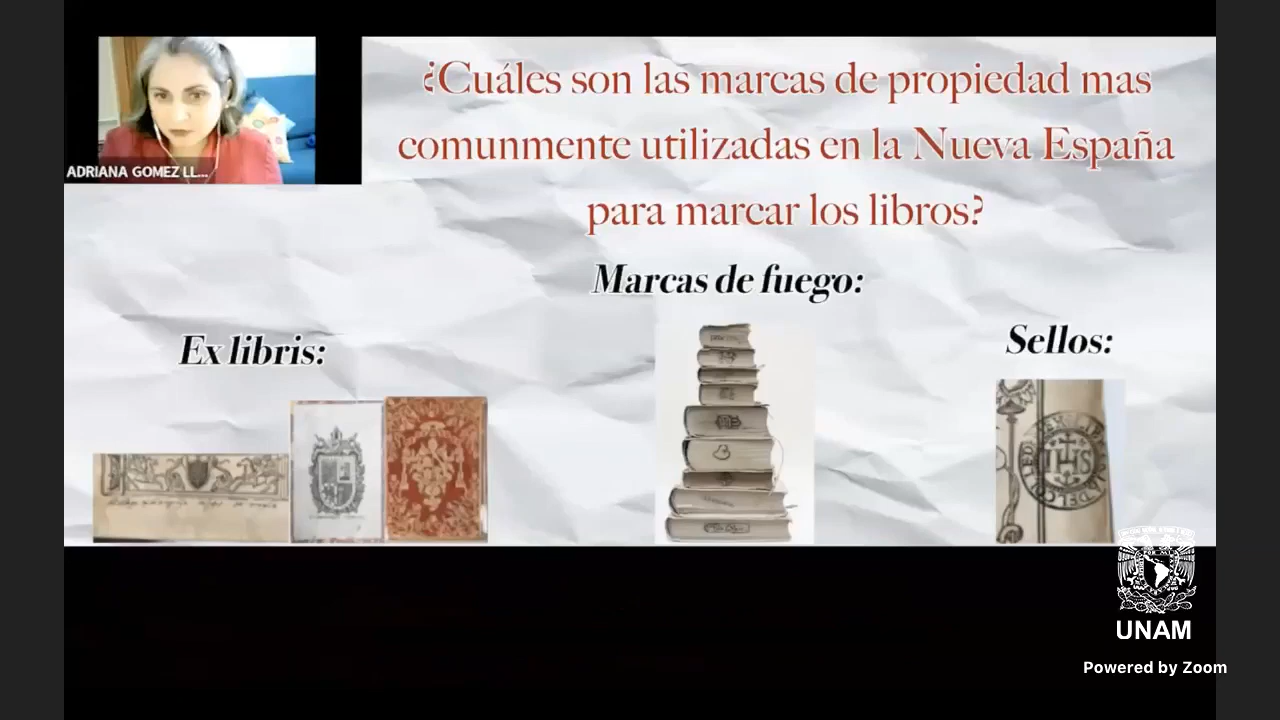 ¿Cuáles son las marcas de propiedad mas
comunmente utilizadas en la Nueva España
para marcar los libros?
ADRIANA GOMEZ LL...
Marcas de fuego:
Ex libris:
Sellos:
IHS
UNAM
Powered by Zoom